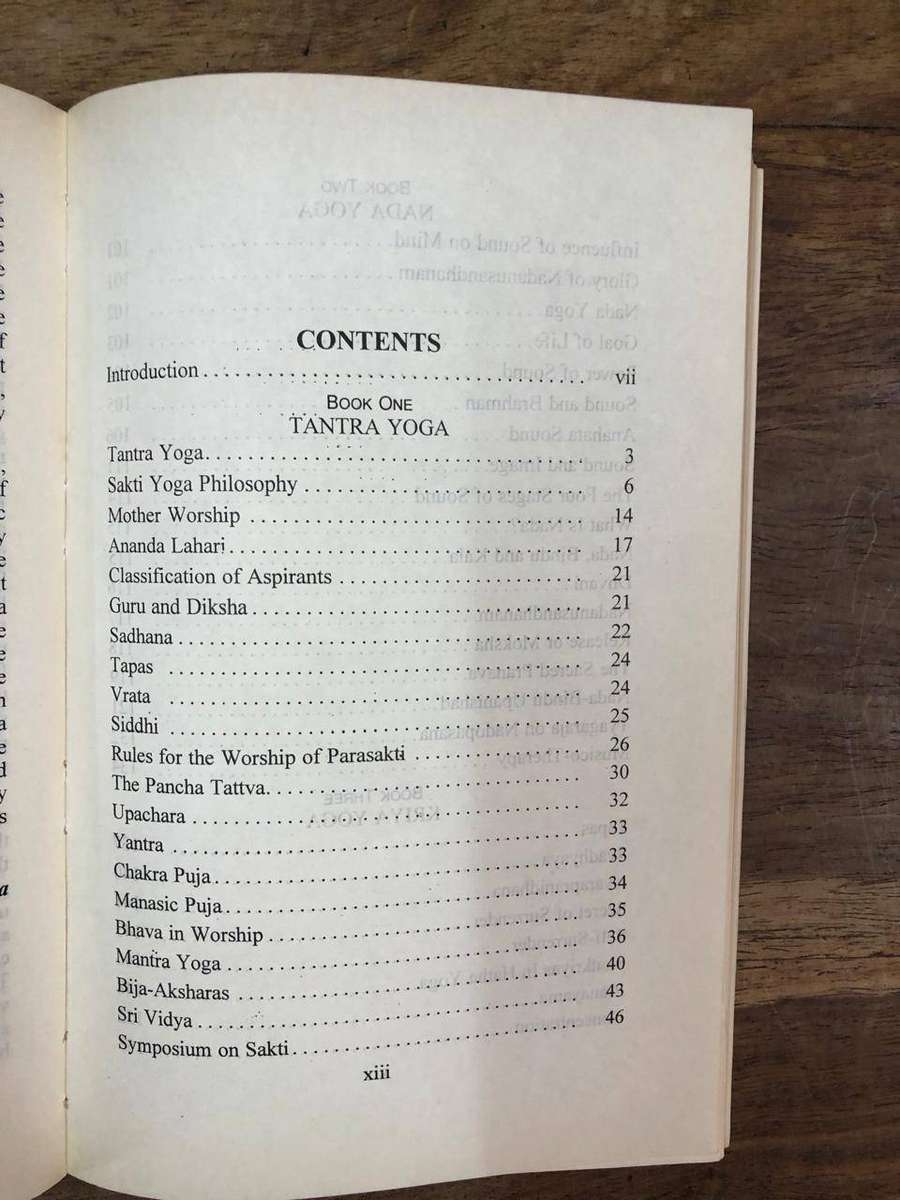 CONTENTS
Introduction . . . . . . . . . . . . . . . . . . . . vii
BOOK ONE
TANTRA YOGA
Tantra Yoga. . . . . . . . . . . . . . . . . . . . 3
Sakti Yoga Philosophy . . . . . . . . . . . . . . . . . . . . 6
Mother Worship . . . . . . . . . . . . . . . . . . . . 14
Ananda Lahari . . . . . . . . . . . . . . . . . . . . 17
Classification of Aspirants . . . . . . . . . . . . . . . . . . . . 21
Guru and Diksha . . . . . . . . . . . . . . . . . . . . 21
Sadhana . . . . . . . . . . . . . . . . . . . . 22
Tapas . . . . . . . . . . . . . . . . . . . . 24
Vrata . . . . . . . . . . . . . . . . . . . . 24
Siddhi . . . . . . . . . . . . . . . . . . . . 25
Rules for the Worship of Parasakti . . . . . . . . . . . . . . 26
The Pancha Tattva. . . . . . . . . . . . . . . . . . . . 30
Upachara . . . . . . . . . . . . . . . . . . . . 32
Yantra . . . . . . . . . . . . . . . . . . . . 33
Chakra Puja. . . . . . . . . . . . . . . . . . . . 33
Manasic Puja. . . . . . . . . . . . . . . . . . . . 34
Bhava in Worship . . . . . . . . . . . . . . . . . . . . 35
Mantra Yoga . . . . . . . . . . . . . . . . . . . . 36
Bija-Aksharas . . . . . . . . . . . . . . . . . . . . 40
Sri Vidya . . . . . . . . . . . . . . . . . . . . 43
Symposium on Sakti . . . . . . . . . . . . . . . . . . . . 46
xiii